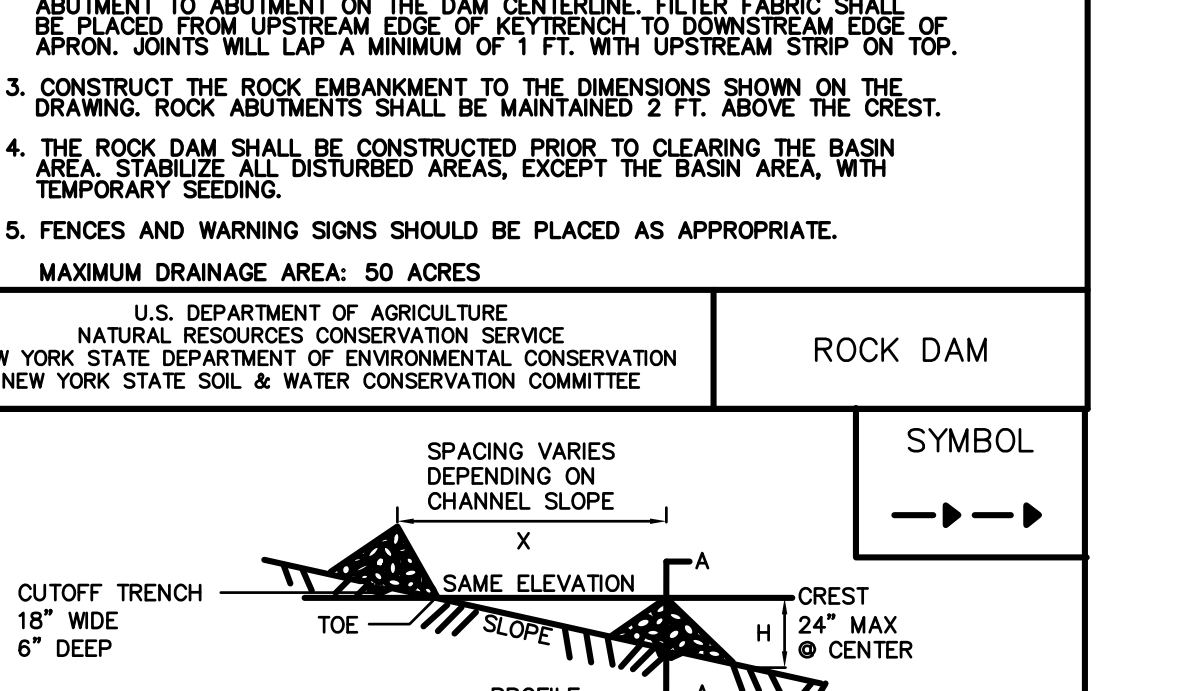 ABUTMENT TO ABUTMENT ON THE DAM CENTERLINE. FILTER FABRIC SHALL
BE PLACED FROM UPSTREAM EDGE OF KEYTRENCH TO DOWNSTREAM EDGE OF
APRON. JOINTS WILL LAP A MINIMUM OF 1 FT. WITH UPSTREAM STRIP ON TOP.
3. CONSTRUCT THE ROCK EMBANKMENT TO THE DIMENSIONS SHOWN ON THE
DRAWING. ROCK ABUTMENTS SHALL BE MAINTAINED 2 FT. ABOVE THE CREST.
4. THE ROCK DAM SHALL BE CONSTRUCTED PRIOR TO CLEARING THE BASIN
AREA. STABILIZE ALL DISTURBED AREAS, EXCEPT THE BASIN AREA, WITH
TEMPORARY SEEDING.
5. FENCES AND WARNING SIGNS SHOULD BE PLACED AS APPROPRIATE.
MAXIMUM DRAINAGE AREA: 50 ACRES
U.S. DEPARTMENT OF AGRICULTURE
NATURAL RESOURCES CONSERVATION SERVICE
W YORK STATE DEPARTMENT OF ENVIRONMENTAL CONSERVATION
NEW YORK STATE SOIL & WATER CONSERVATION COMMITTEE
ROCK DAM
SYMBOL
SPACING VARIES
DEPENDING ON
CHANNEL SLOPE
X
A
SAME ELEVATION
CUTOFF TRENCH
18" WIDE
6" DEEP
TOE
SLOPE
H
CREST
24" MAX
@ CENTER
PROFILE
A